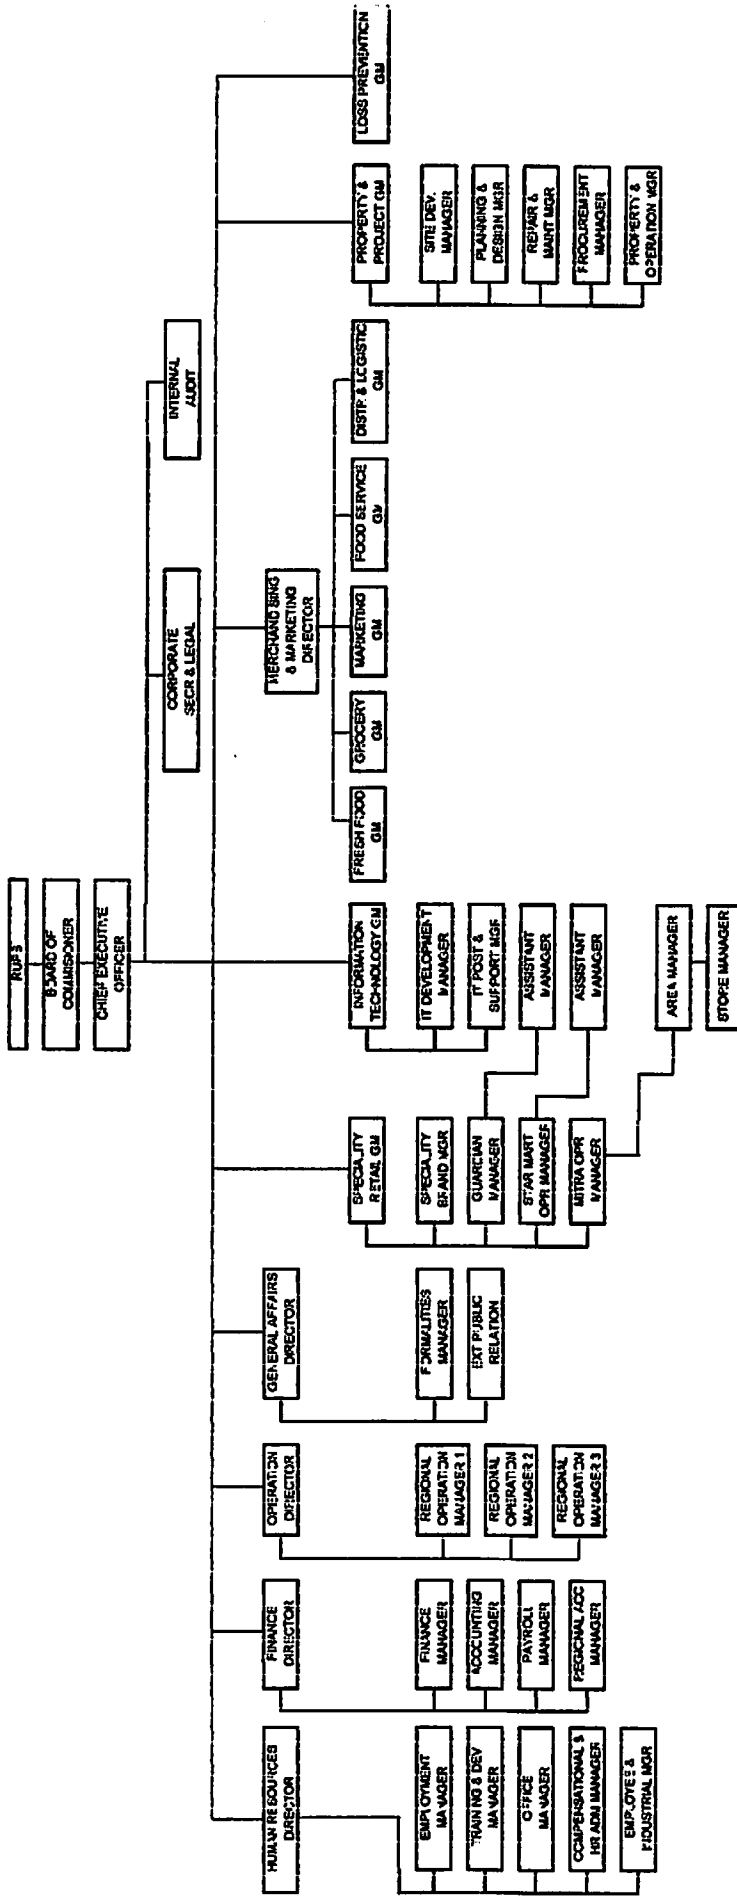 RUPS
BOARD OF
COMMISIONER
CHIEF EXECUTIVE
OFFICER
CORPORATE
SECR & LEGAL
INTERNAL
AUDIT
HUMAN RESOURCES
DIRECTOR
FINANCE
DIRECTOR
OPERATION
DIRECTOR
GENERAL AFFAIRS
DIRECTOR
MERCHANDISING
& MARKETING
DIRECTOR
SPECIALITY
RETAIL GM
INFORMATION
TECHNOLOGY GM
FRESH FOOD
GM
GROCERY
GM
MARKETING
GM
FOOD SERVICE
GM
DISTR & LOGISTIC
GM
PROPERTY &
PROJECT GM
LOSS PREVENTION
GM
EMPLOYMENT
MANAGER
TRAINING & DEV
MANAGER
OFFICE
MANAGER
COMPENSATIONAL &
HR ADM MANAGER
EMPLOYEE &
INDUSTRIAL MGR
FINANCE
MANAGER
ACCOUNTING
MANAGER
PAYROLL
MANAGER
REGIONAL ACC
MANAGER
REGIONAL
OPERATION
MANAGER 1
REGIONAL
OPERATION
MANAGER 2
REGIONAL
OPERATION
MANAGER 3
FORMALITIES
MANAGER
EXT PUBLIC
RELATION
SPECIALITY
BRAND MGR
GUARDIAN
MANAGER
STAR MART
OPR MANAGER
MITRA OPR
MANAGER
IT DEVELOPMENT
MANAGER
IT POST &
SUPPORT MGR
ASSISTANT
MANAGER
ASSISTANT
MANAGER
AREA MANAGER
STORE MANAGER
SITE DEV.
MANAGER
PLANNING &
DESIGN MGR
REPAIR &
MAINT MGR
PROCUREMENT
MANAGER
PROPERTY &
OPERATION MGR